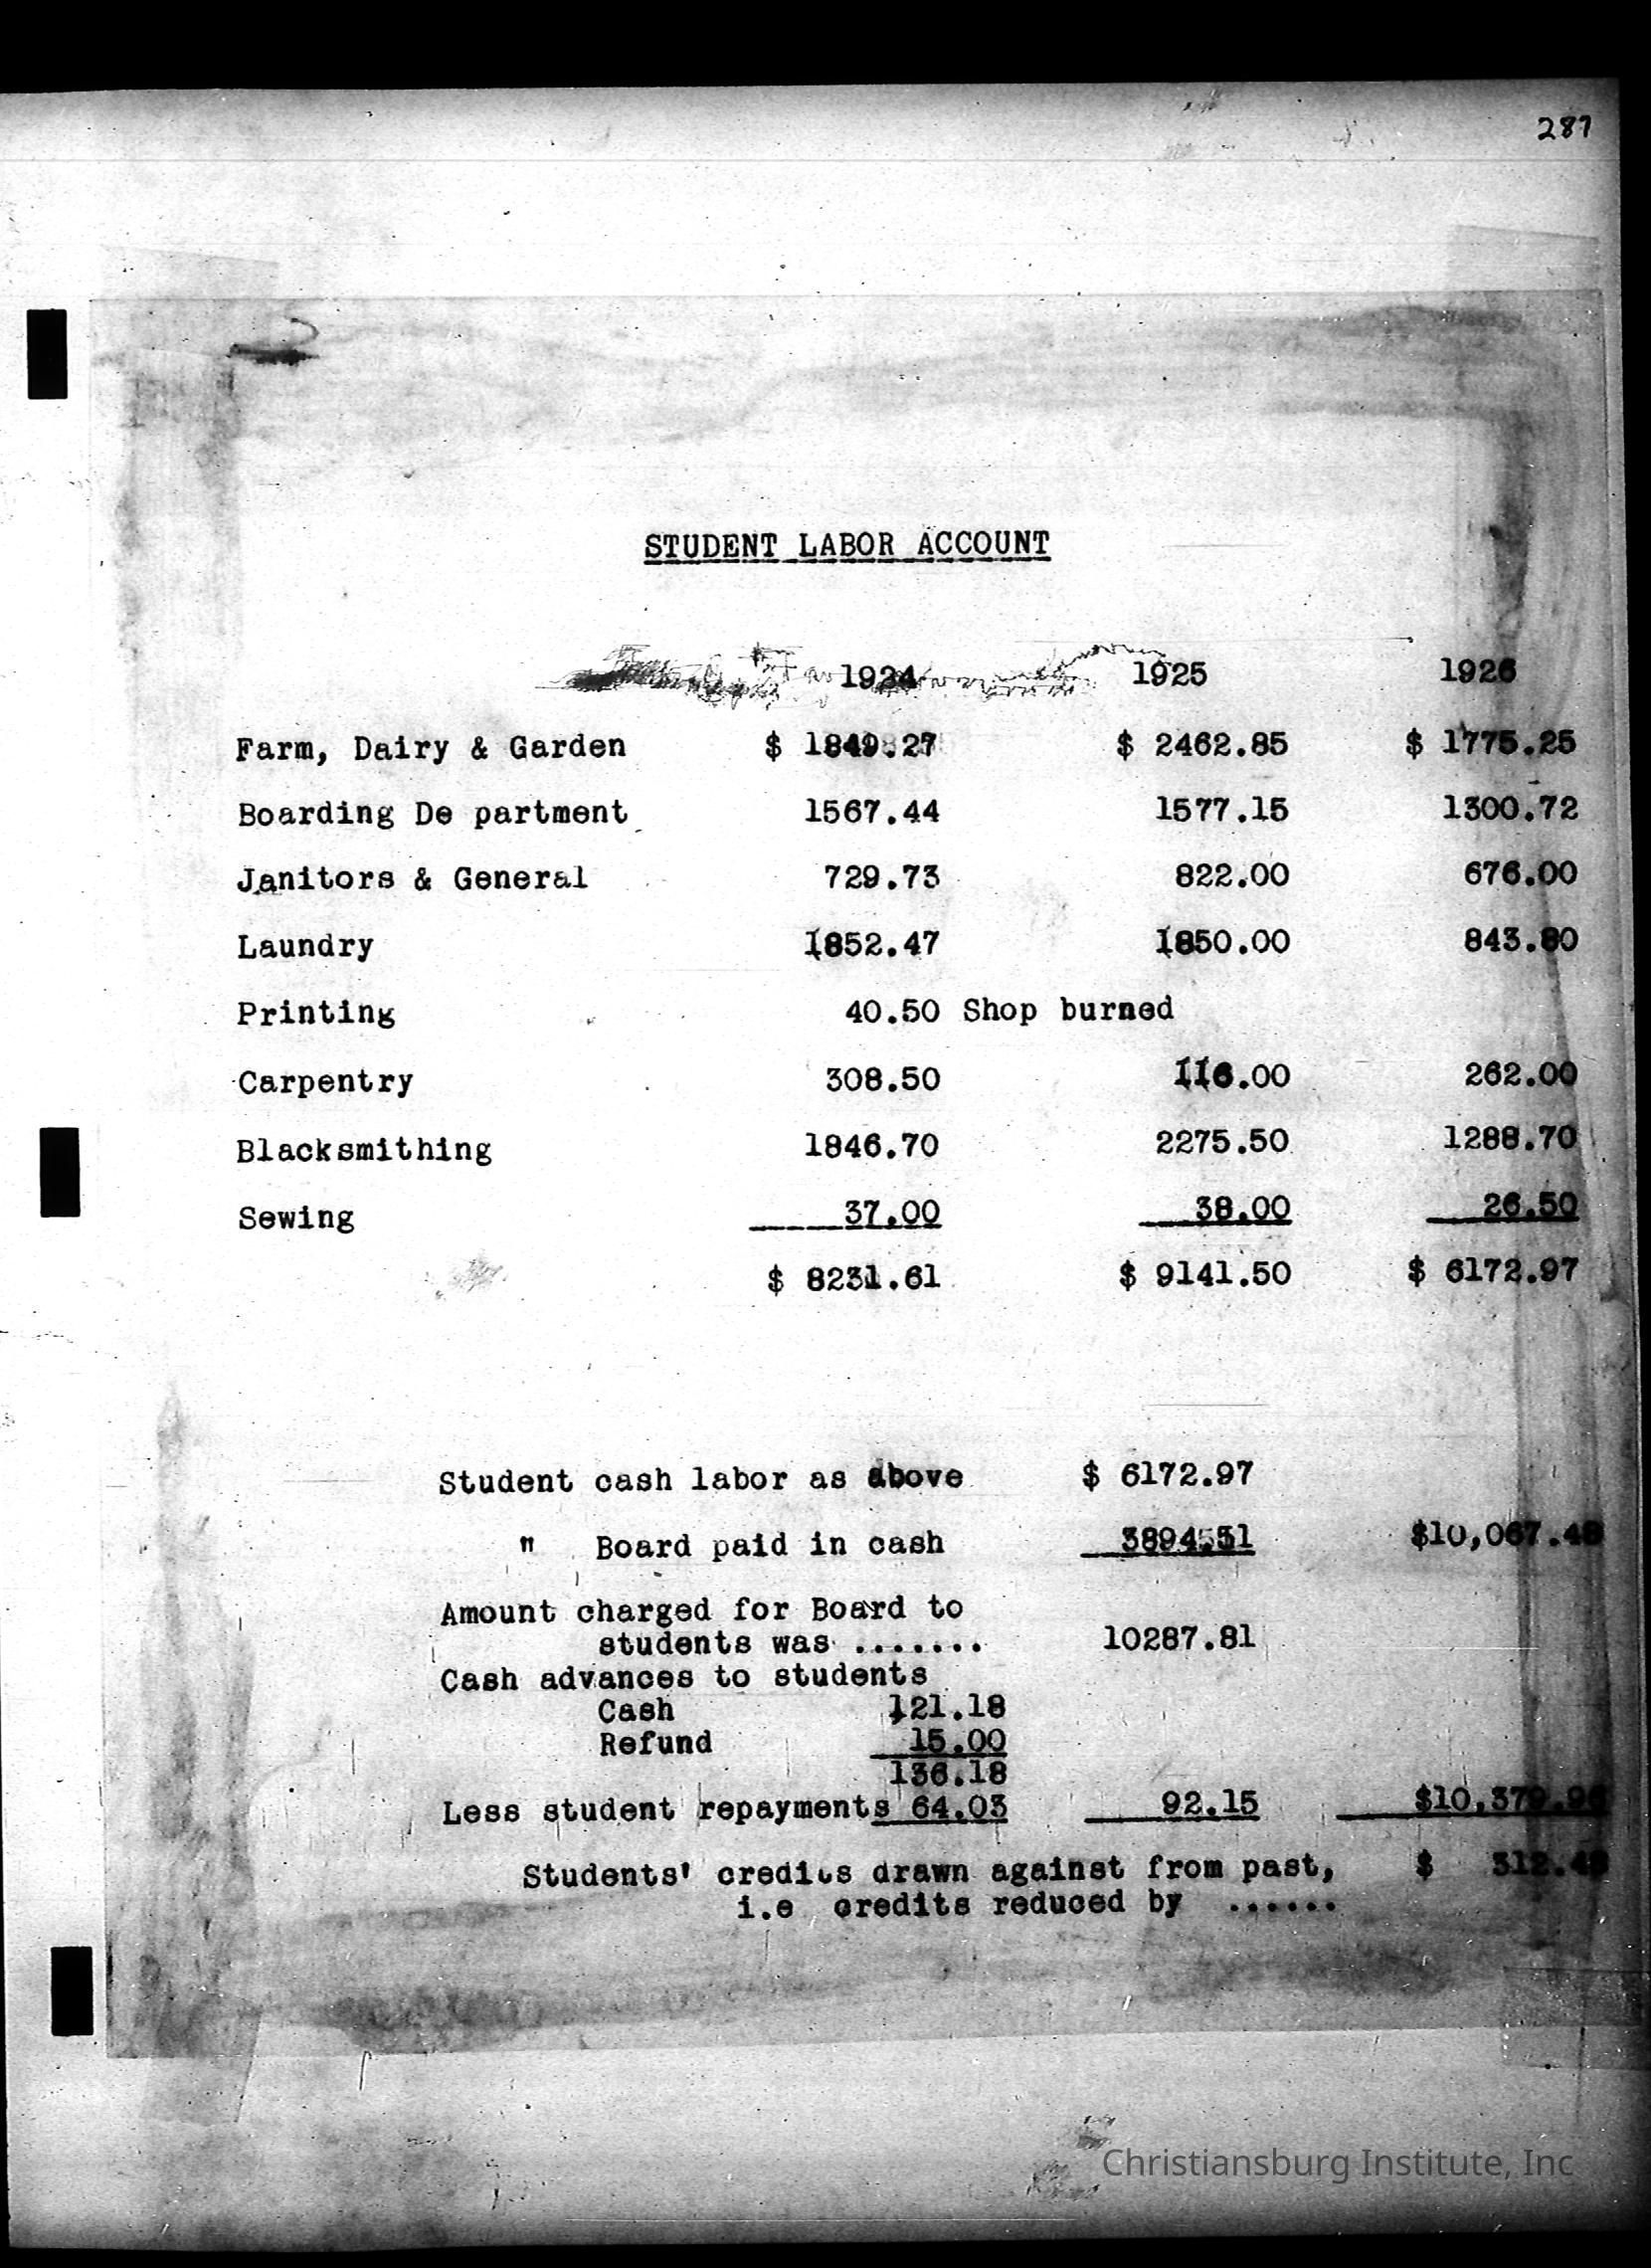 287
STUDENT LABOR ACCOUNT
1924 1925 1926
Farm, Dairy & Garden $ 1849.27 $ 2462.85 $ 1775.25
Boarding De partment 1567.44 1577.15 1300.72
Janitors & General 729.73 822.00 676.00
Laundry 1852.47 1850.00 843.80
Printing 40.50 Shop burned
Carpentry 308.50 116.00 262.00
Blacksmithing 1846.70 2275.50 1288.70
Sewing 37.00 38.00 26.50
$ 8231.61 $ 9141.50 $ 6172.97
Student cash labor as above $ 6172.97
" Board paid in cash 3894.51 $10,067.48
Amount charged for Board to
students was ....... 10287.81
Cash advances to students
Cash 121.18
Refund 15.00
136.18
Less student repayments 64.03 92.15 $10,379.96
Students' credits drawn against from past, $ 312.48
i.e credits reduced by ......
Christiansburg Institute, Inc